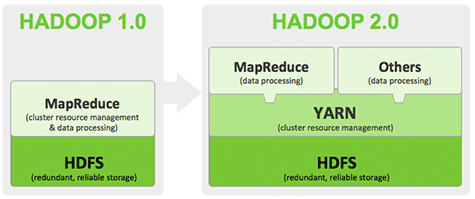 HADOOP 1.0
MapReduce
(cluster resource management
& data processing)
HDFS
(redundant, reliable storage)
HADOOP 2.0
MapReduce
(data processing)
Others
(data processing)
YARN
(cluster resource management)
HDFS
(redundant, reliable storage)